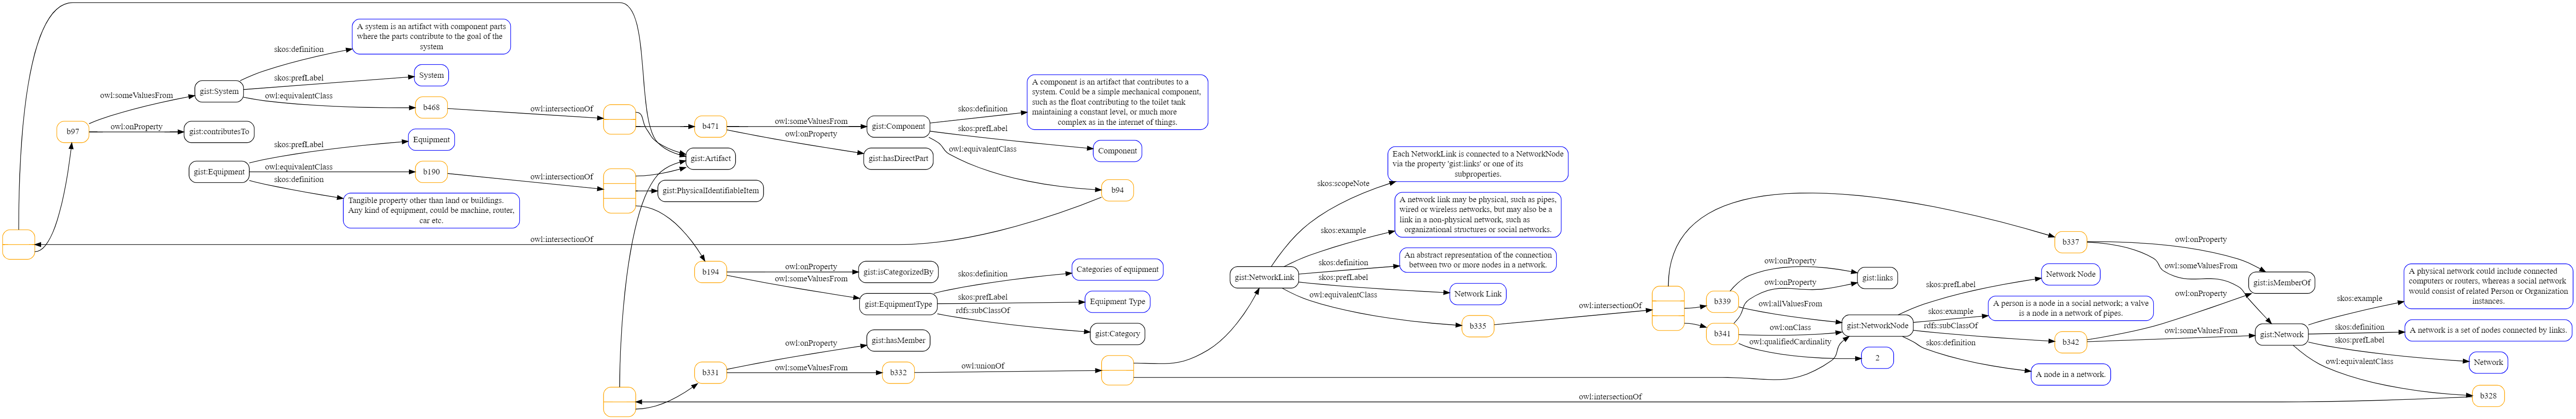 A system is an artifact with component parts
where the parts contribute to the goal of the
system
skos:definition
skos:prefLabel
System
owl:someValuesFrom
gist:System
owl:equivalentClass
b468
owl:intersectionOf
b97
owl:onProperty
gist:contributesTo
skos:prefLabel
Equipment
owl:equivalentClass
gist:Equipment
b190
owl:intersectionOf
skos:definition
Tangible property other than land or buildings.
Any kind of equipment, could be machine, router,
car etc.
owl:intersectionOf
b471
owl:someValuesFrom
owl:onProperty
gist:Component
gist:hasDirectPart
gist:Artifact
gist:PhysicalIdentifiableItem
skos:definition
A component is an artifact that contributes to a
system. Could be a simple mechanical component,
such as the float contributing to the toilet tank
maintaining a constant level, or much more
complex as in the internet of things.
skos:prefLabel
Component
owl:equivalentClass
b94
b194
owl:onProperty
gist:isCategorizedBy
owl:someValuesFrom
gist:EquipmentType
skos:definition
Categories of equipment
skos:prefLabel
Equipment Type
rdfs:subClassOf
gist:Category
owl:onProperty
gist:hasMember
b331
owl:someValuesFrom
b332
owl:unionOf
skos:scopeNote
Each NetworkLink is connected to a NetworkNode
via the property 'gist:links' or one of its
subproperties.
skos:example
A network link may be physical, such as pipes,
wired or wireless networks, but may also be a
link in a non-physical network, such as
organizational structures or social networks.
gist:NetworkLink
skos:definition
An abstract representation of the connection
between two or more nodes in a network.
skos:prefLabel
Network Link
owl:equivalentClass
b335
owl:intersectionOf
b339
owl:onProperty
gist:links
owl:onProperty
owl:allValuesFrom
b341
owl:onClass
owl:qualifiedCardinality
2
gist:NetworkNode
skos:prefLabel
Network Node
skos:example
A person is a node in a social network; a valve
is a node in a network of pipes.
rdfs:subClassOf
b342
skos:definition
A node in a network.
b337
owl:onProperty
owl:someValuesFrom
gist:isMemberOf
owl:onProperty
owl:someValuesFrom
gist:Network
skos:example
A physical network could include connected
computers or routers, whereas a social network
would consist of related Person or Organization
instances.
skos:definition
A network is a set of nodes connected by links.
skos:prefLabel
Network
owl:equivalentClass
b328
owl:intersectionOf